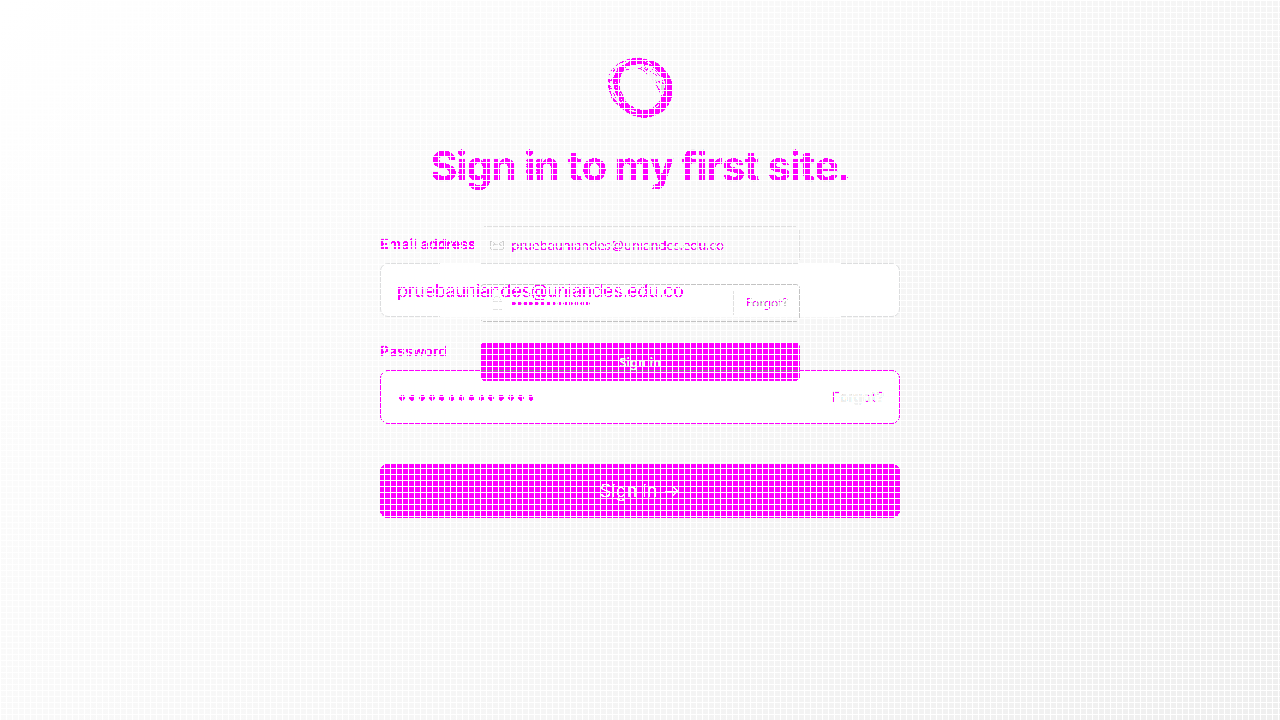 Sign in to my first site.
Email address
pruebauniandes@uniandes.edu.co
pruebauniandes@uniandes.edu.co
Forgot?
Password
Sign in
Forgot?
Sign in →